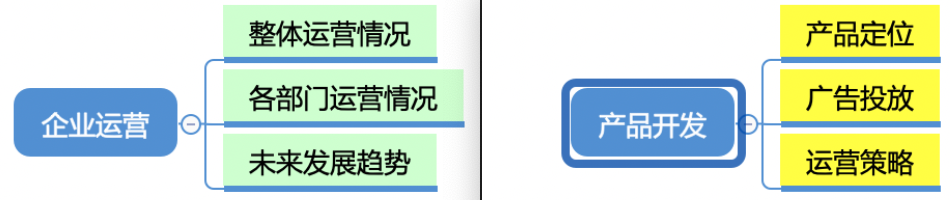 企业运营
整体运营情况
各部门运营情况
未来发展趋势
产品开发
产品定位
广告投放
运营策略